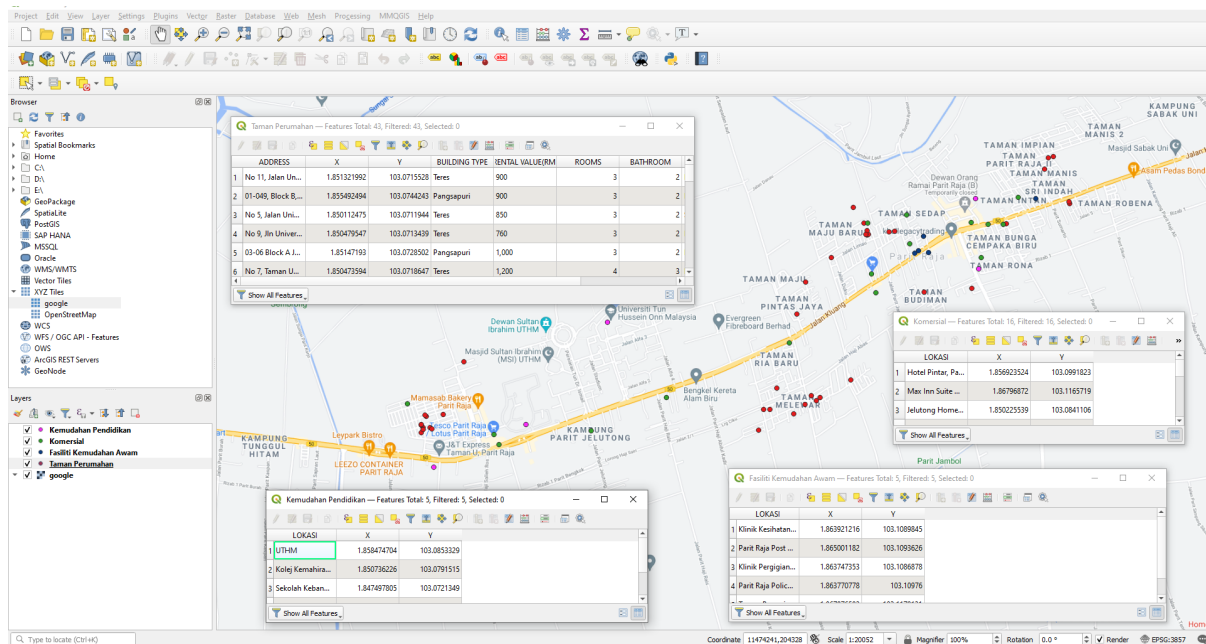 Project Edit View Layer Settings Plugins Vector Raster Database Web Mesh Processing MMQGIS Help
Browser
Favorites
Spatial Bookmarks
Home
C:\
D:\
E:\
GeoPackage
SpatiaLite
PostGIS
SAP HANA
MSSQL
Oracle
WMS/WMTS
Vector Tiles
XYZ Tiles
google
OpenStreetMap
WCS
WFS / OGC API - Features
OWS
ArcGIS REST Servers
GeoNode
Layers
Kemudahan Pendidikan
Komersial
Fasiliti Kemudahan Awam
Taman Perumahan
google
Taman Perumahan — Features Total: 43, Filtered: 43, Selected: 0
ADDRESS X Y BUILDING TYPE RENTAL VALUE(RM ROOMS BATHROOM
1 No 11, Jalan Un... 1.851321992 103.0715528 Teres 900 3 2
2 01-049, Block B,... 1.855492494 103.0744243 Pangsapuri 900 3 2
3 No 5, Jalan Uni... 1.850112475 103.0711944 Teres 850 3 2
4 No 9, Jln Univer... 1.850479547 103.0713439 Teres 760 3 2
5 03-06 Block A J... 1.85147193 103.0728502 Pangsapuri 1,000 3 2
6 No 7, Taman U... 1.850473594 103.0718647 Teres 1,200 4 3
Show All Features
KAMPUNG
SABAK UNI
TAMAN
MANIS 2
Masjid Sabak Uni
TAMAN IMPIAN
TAMAN
PARIT RAJA II
TAMAN MANIS
Asam Pedas Bond
Dewan Orang
Ramai Parit Raja (B)
Temporarily closed
TAMAN
SRI INDAH
TAMAN INTAN
TAMAN ROBENA
TAMAN SEDAP
TAMAN
MAJU BARU
legacytrading
TAMAN BUNGA
CEMPAKA BIRU
Parit Raja
TAMAN RONA
TAMAN MAJU
TAMAN
PINTAS JAYA
TAMAN
BUDIMAN
Jalan Kluang
Universiti Tun
Hussein Onn Malaysia
Dewan Sultan
Ibrahim UTHM
Evergreen
Fibreboard Berhad
Masjid Sultan Ibrahim
(MSI) UTHM
TAMAN
RIA BARU
Bengkel Kereta
Alam Biru
TAMAN
MELEWAR
Mamasab Bakery
Parit Raja
Tesco Parit Raja
/ Lotus Parit Raja
KAMPUNG
PARIT JELUTONG
KAMPUNG
TUNGGUL
HITAM
Leypark Bistro
J&T Express
Taman U, Parit Raja
LEEZO CONTAINER
PARIT RAJA
Parit Jambol
50
Komersial — Features Total: 16, Filtered: 16, Selected: 0
LOKASI X Y
1 Hotel Pintar, Pa... 1.856923524 103.0991823
2 Max Inn Suite ... 1.86796872 103.1165719
3 Jelutong Home... 1.850225539 103.0841106
Show All Features
Kemudahan Pendidikan — Features Total: 5, Filtered: 5, Selected: 0
LOKASI X Y
1 UTHM 1.858474704 103.0853329
2 Kolej Kemahira... 1.850736226 103.0791515
3 Sekolah Keban... 1.847497805 103.0721349
Show All Features
Fasiliti Kemudahan Awam — Features Total: 5, Filtered: 5, Selected: 0
LOKASI X Y
1 Klinik Kesihatan... 1.863921216 103.1089845
2 Parit Raja Post ... 1.865001182 103.1093626
3 Klinik Pergigian... 1.863747353 103.1086878
4 Parit Raja Polic... 1.863770778 103.10976
Show All Features
Type to locate (Ctrl+K)
Coordinate 11474241,204328 Scale 1:20052 Magnifier 100% Rotation 0.0 ° Render EPSG:3857